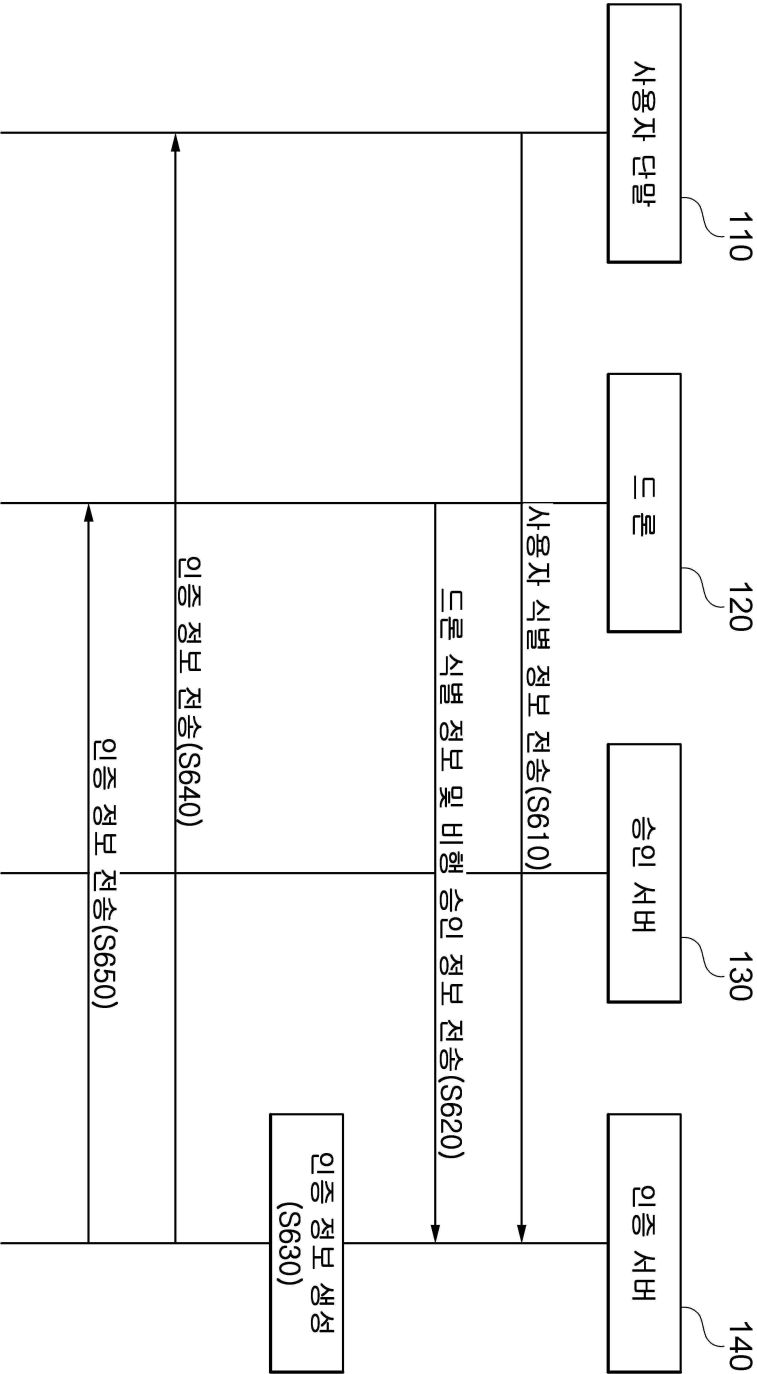 사용자 단말
110
드 론
120
승인 서버
130
인증 서버
140
사용자 식별 정보 전송(S610)
드론 식별 정보 및 비행 승인 정보 전송(S620)
인증 정보 생성
(S630)
인증 정보 전송(S640)
인증 정보 전송(S650)